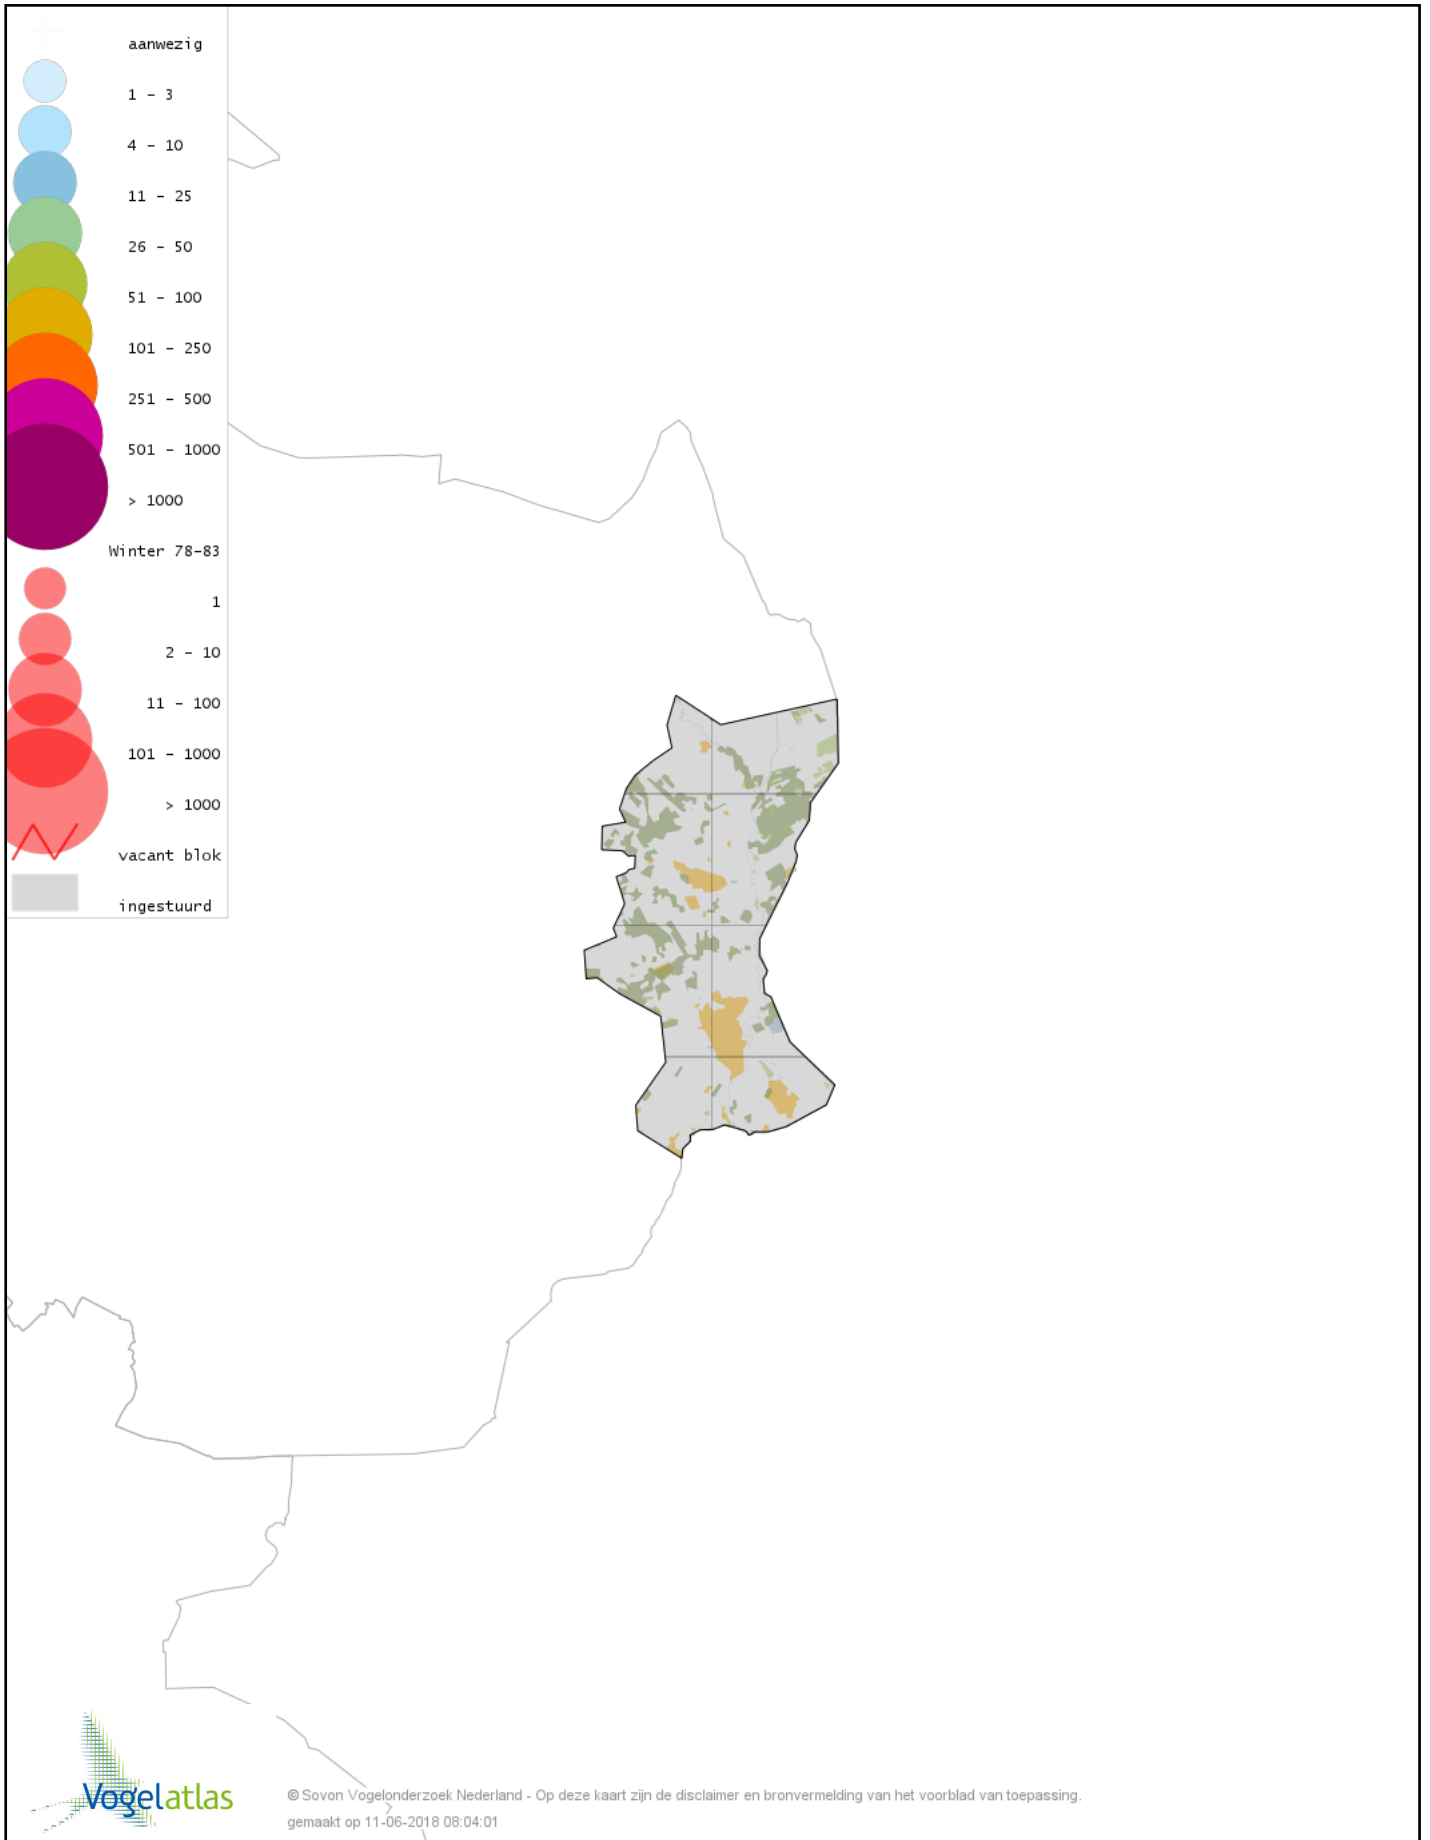 aanwezig
1 - 3
4 - 10
11 - 25
26 - 50
51 - 100
101 - 250
251 - 500
501 - 1000
> 1000
Winter 78-83
1
2 - 10
11 - 100
101 - 1000
> 1000
vacant blok
ingestuurd
Vogelatlas
© Sovon Vogelonderzoek Nederland - Op deze kaart zijn de disclaimer en bronvermelding van het voorblad van toepassing.
gemaakt op 11-06-2018 08:04:01